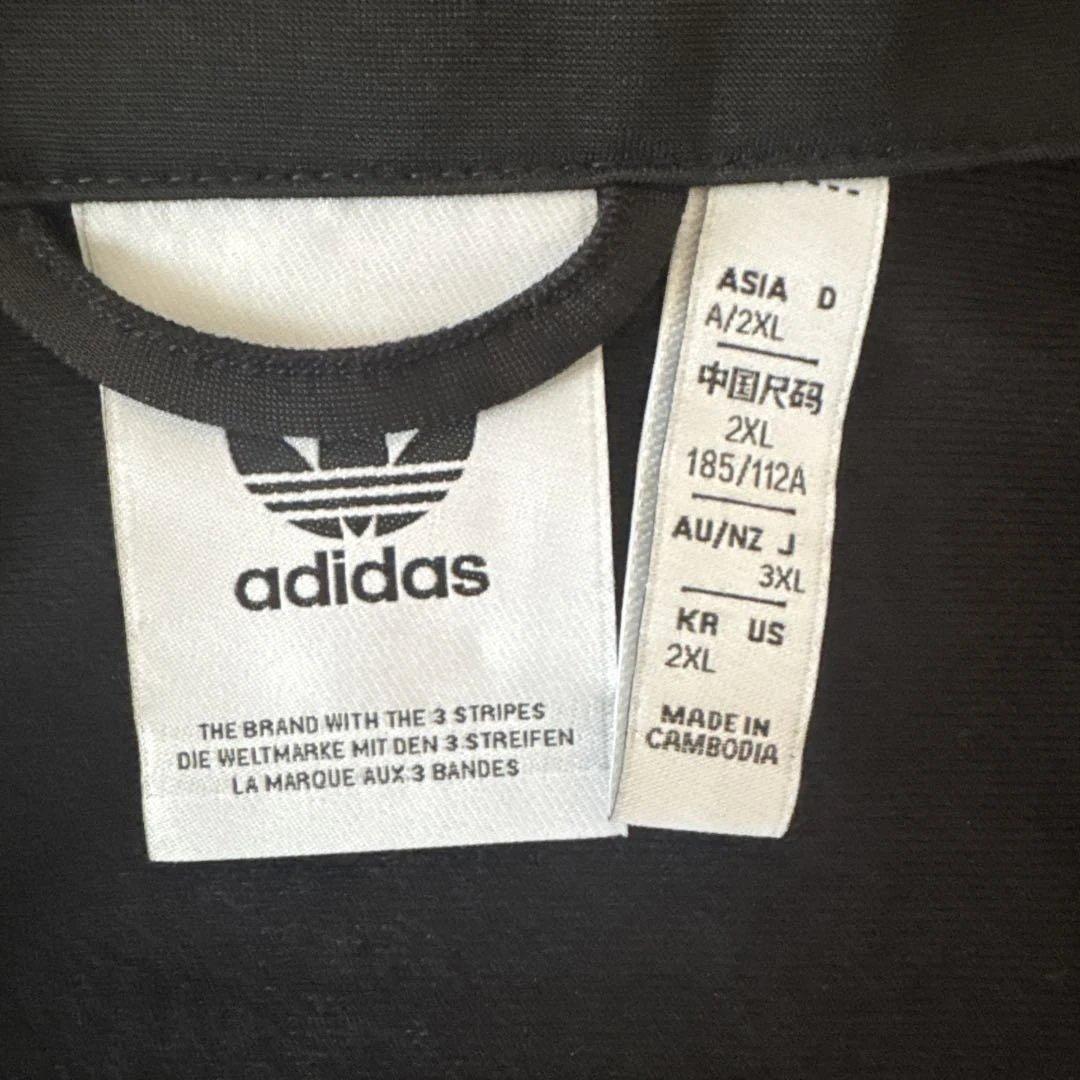 adidas
THE BRAND WITH THE 3 STRIPES
DIE WELTMARKE MIT DEN 3 STREIFEN
LA MARQUE AUX 3 BANDES
ASIA D
A/2XL
中国尺码
2XL
185/112A
AU/NZ J
3XL
KR US
2XL
MADE IN
CAMBODIA